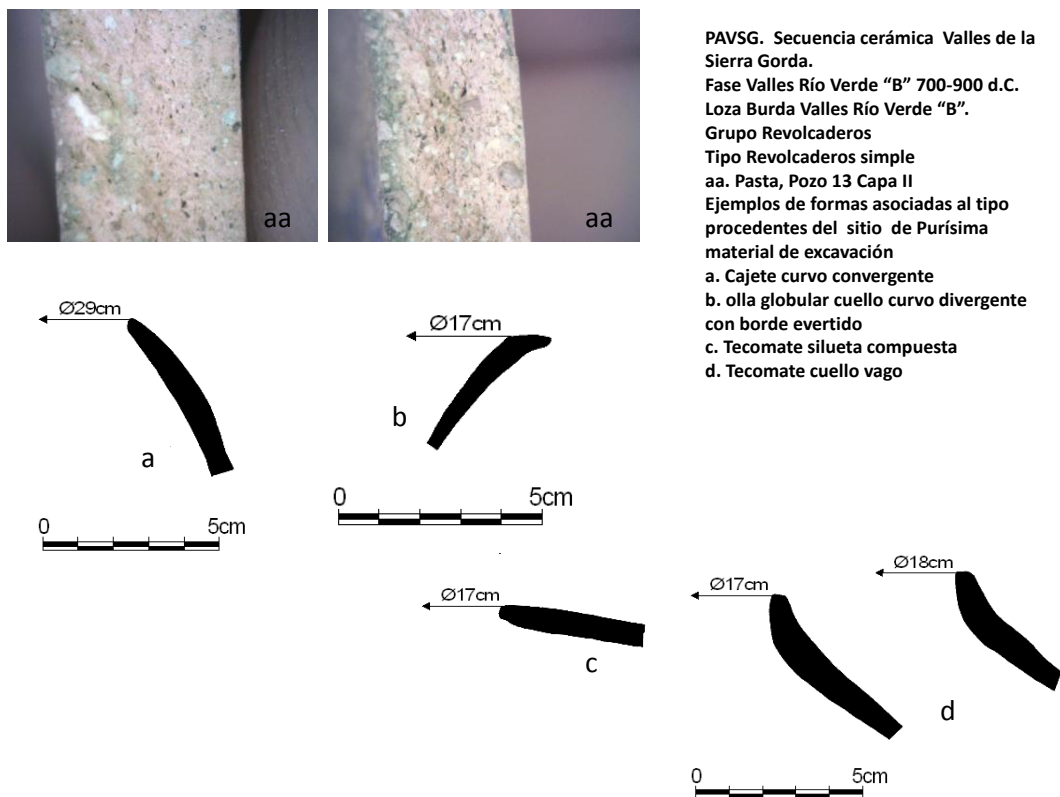 aa
aa
PAVSG. Secuencia cerámica Valles de la
Sierra Gorda.
Fase Valles Río Verde “B” 700-900 d.C.
Loza Burda Valles Río Verde “B”.
Grupo Revolcaderos
Tipo Revolcaderos simple
aa. Pasta, Pozo 13 Capa II
Ejemplos de formas asociadas al tipo
procedentes del sitio de Purísima
material de excavación
a. Cajete curvo convergente
b. olla globular cuello curvo divergente
con borde evertido
c. Tecomate silueta compuesta
d. Tecomate cuello vago
Ø29cm
a
0 5cm
Ø17cm
b
0 5cm
Ø17cm
c
Ø17cm
Ø18cm
d
0 5cm